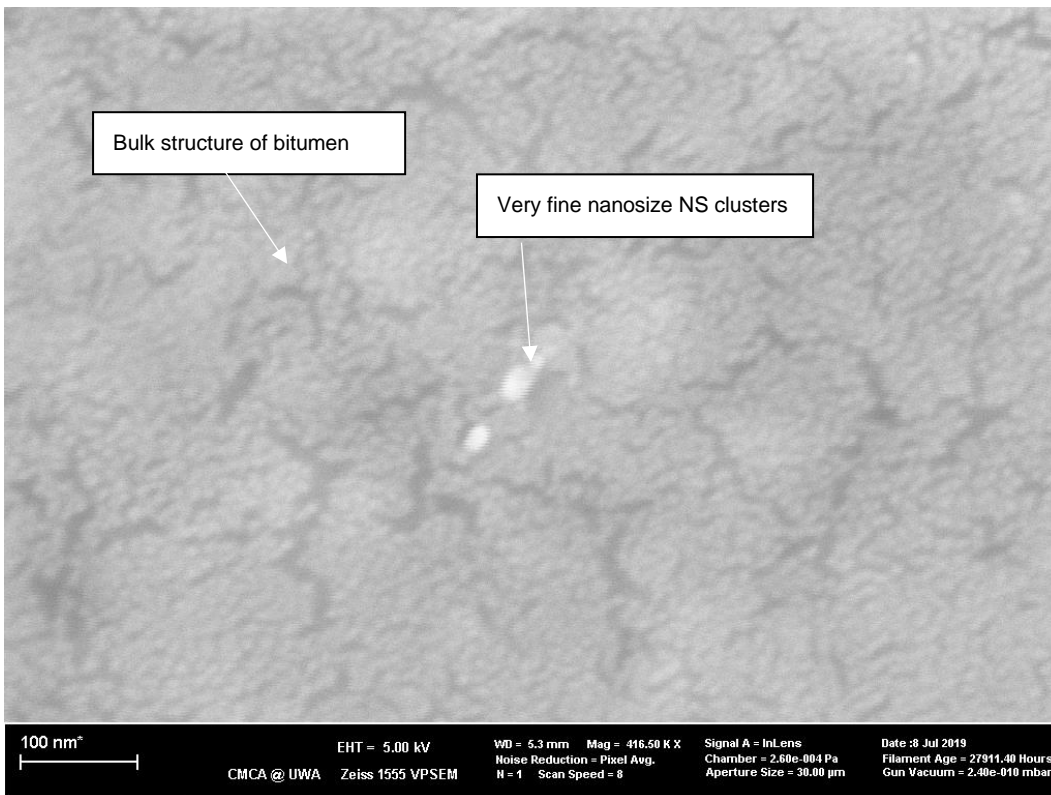 Bulk structure of bitumen
Very fine nanosize NS clusters
100 nm*
EHT = 5.00 kV
CMCA @ UWA Zeiss 1555 VPSEM
WD = 5.3 mm Mag = 416.50 K X
Noise Reduction = Pixel Avg.
N = 1 Scan Speed = 8
Signal A = InLens
Chamber = 2.60e-004 Pa
Aperture Size = 30.00 µm
Date :8 Jul 2019
Filament Age = 27911.40 Hours
Gun Vacuum = 2.40e-010 mbar